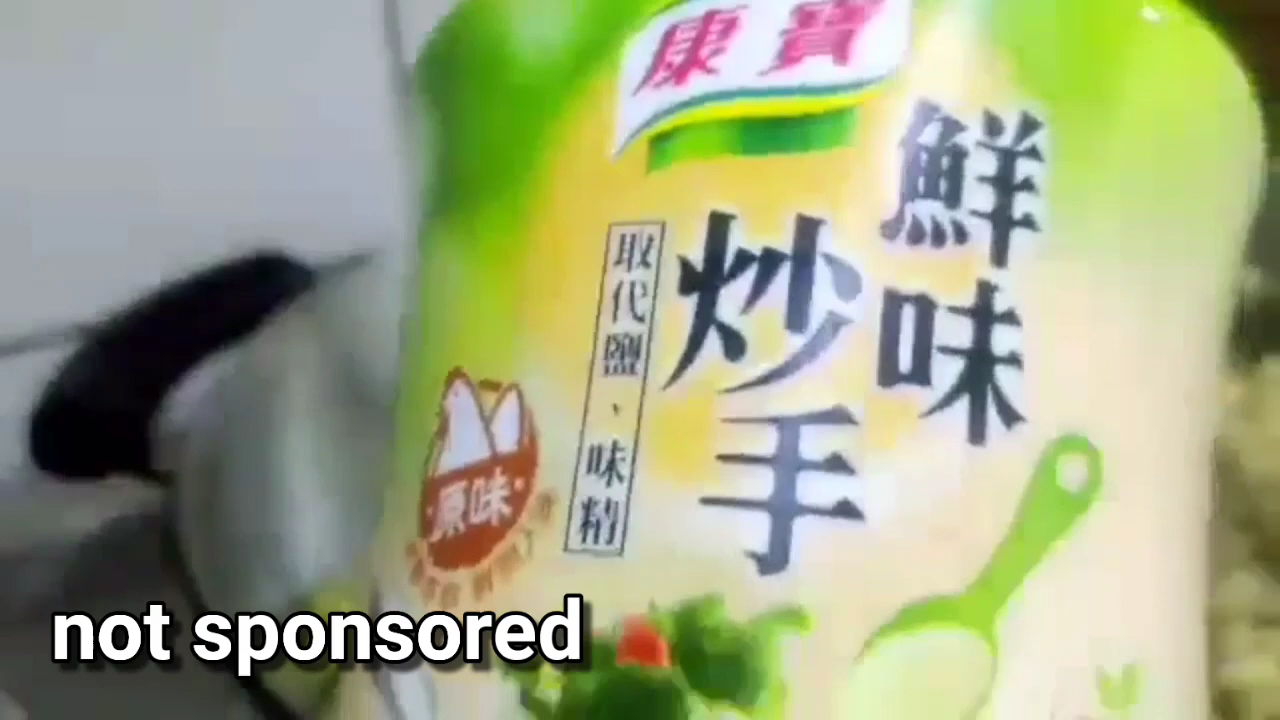 康寶
鮮味
炒手
取代鹽、味精
原味
not sponsored